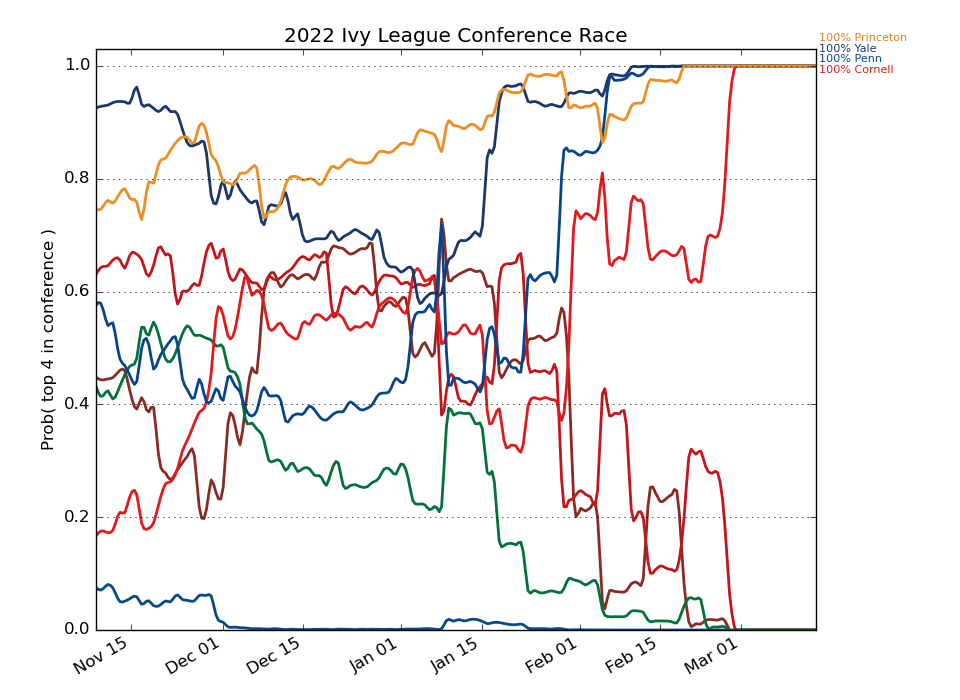 2022 Ivy League Conference Race
100% Princeton
100% Yale
100% Penn
100% Cornell
Prob( top 4 in conference )
1.0
0.8
0.6
0.4
0.2
0.0
Nov 15
Dec 01
Dec 15
Jan 01
Jan 15
Feb 01
Feb 15
Mar 01